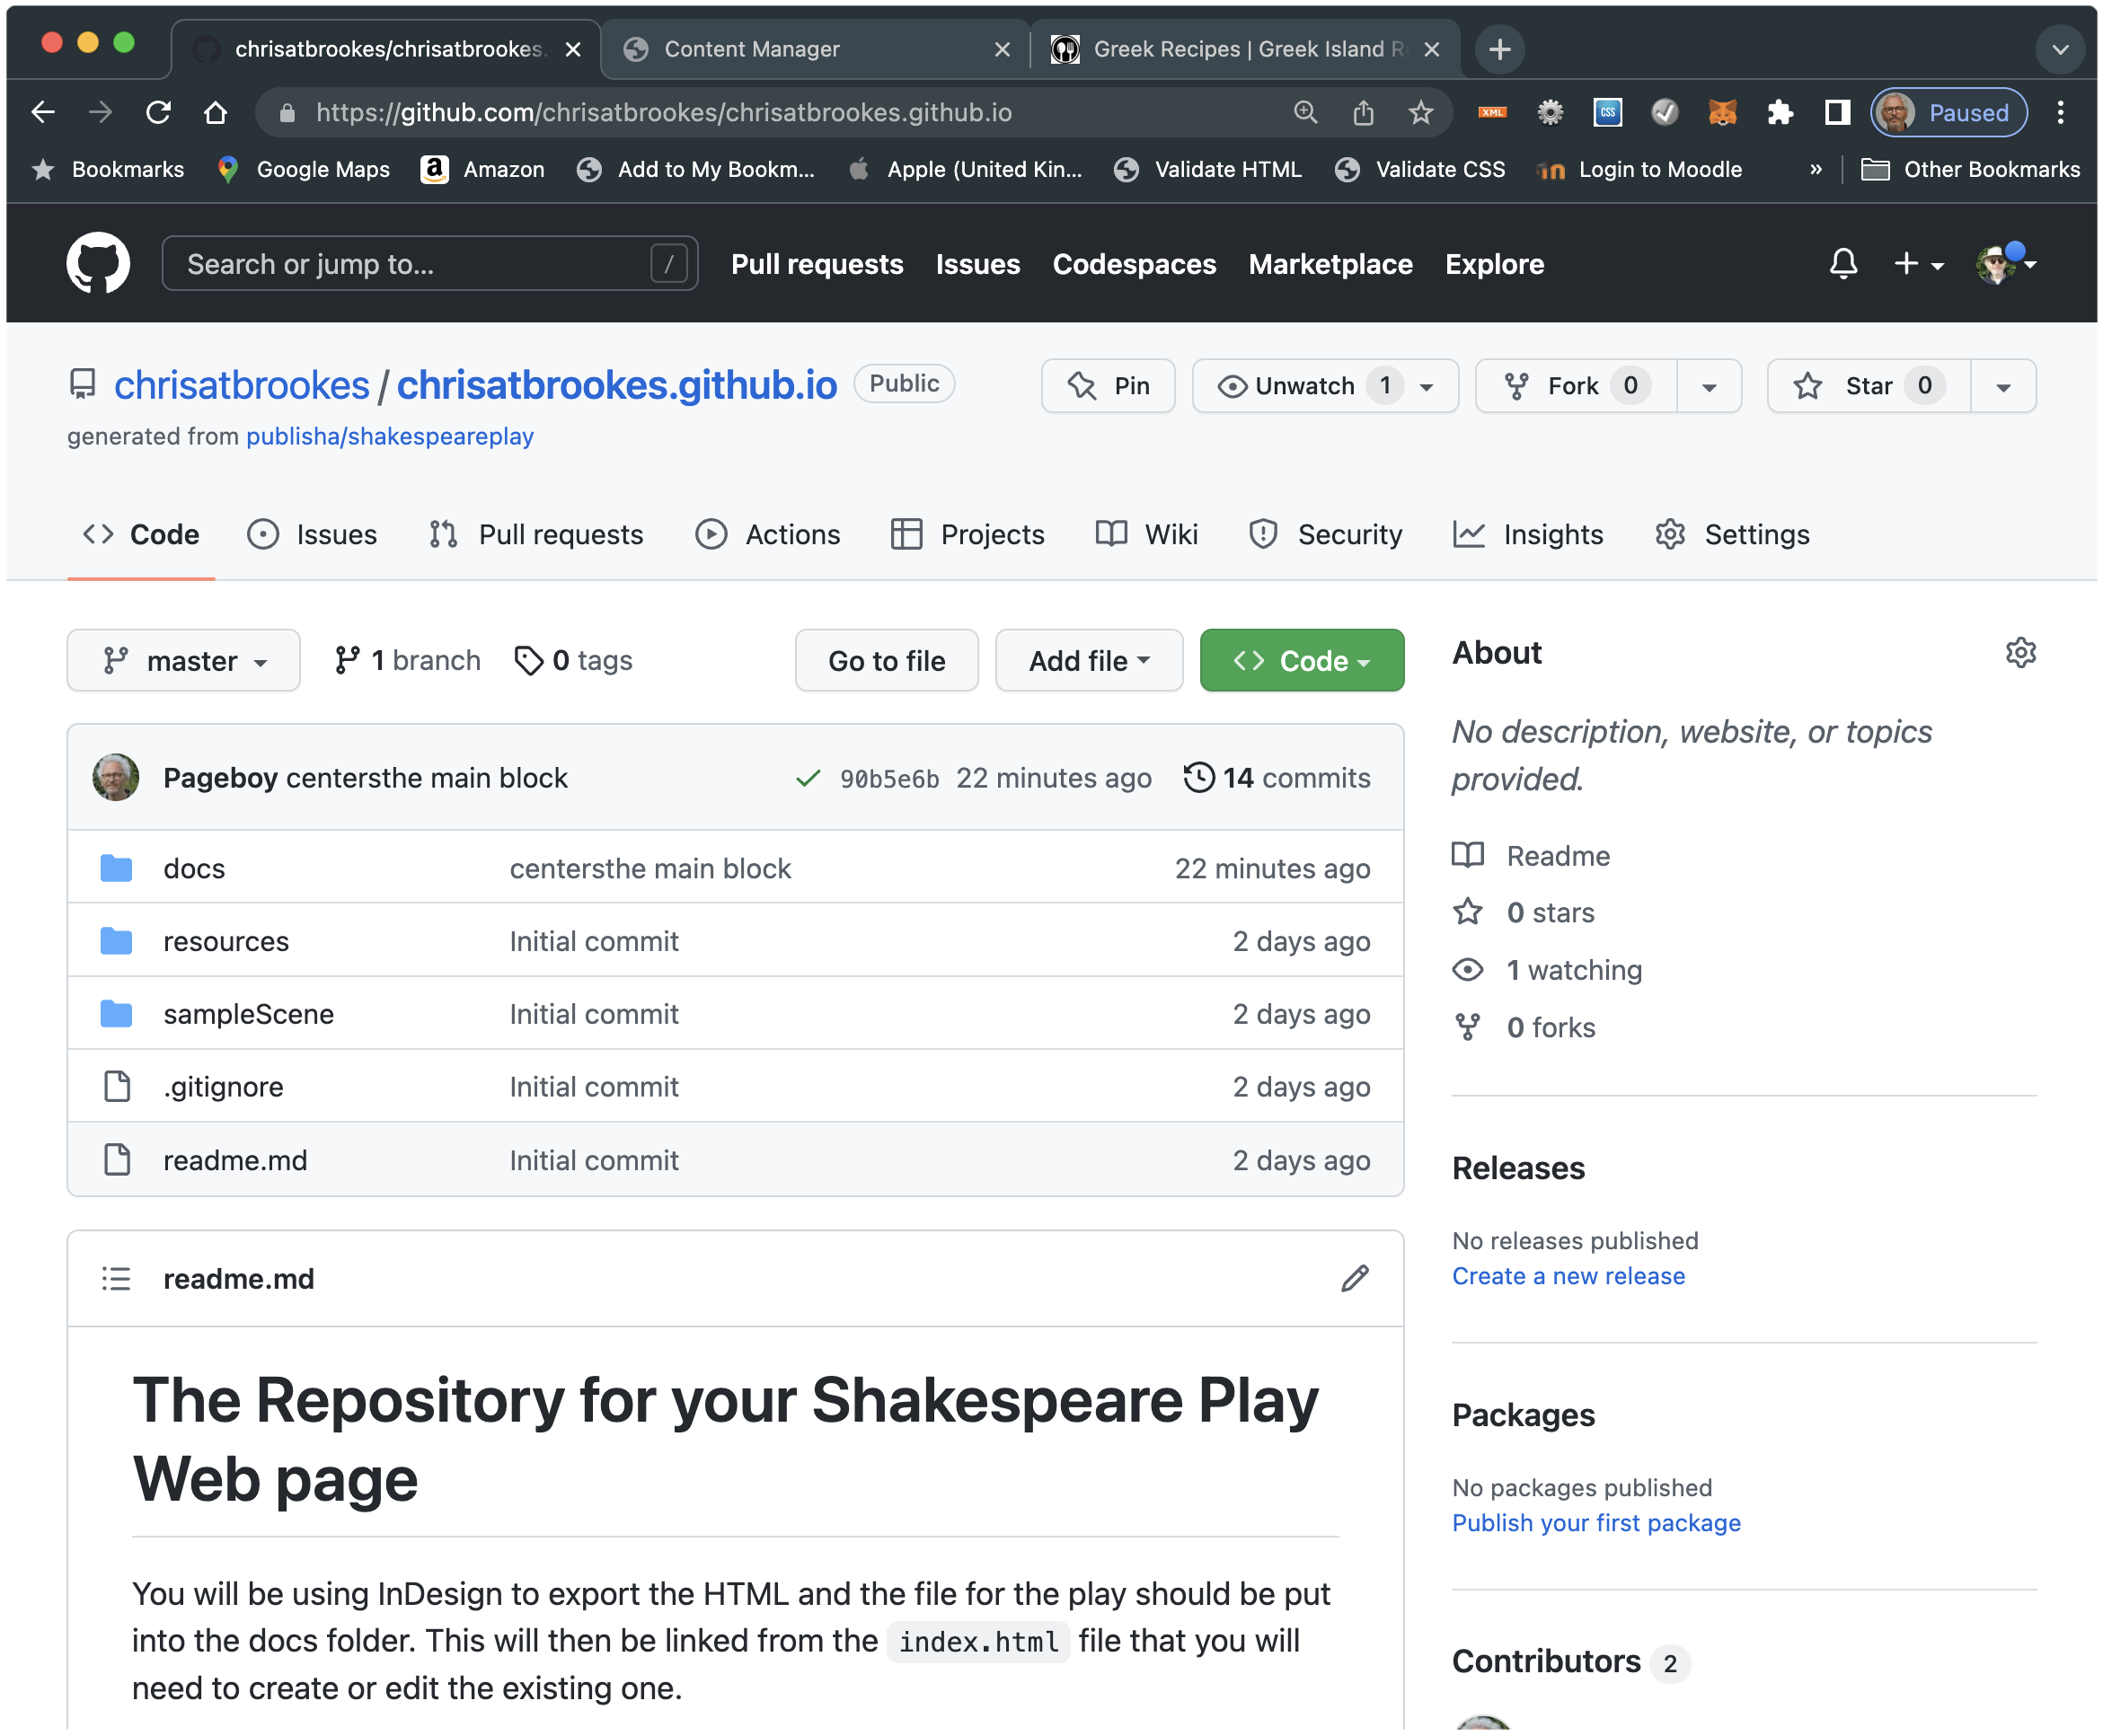 chrisatbrookes/chrisatbrookes.
Content Manager
Greek Recipes | Greek Island R
https://github.com/chrisatbrookes/chrisatbrookes.github.io
XML
CSS
Paused
Bookmarks
Google Maps
a
Amazon
Add to My Bookm...
Apple (United Kin...
Validate HTML
Validate CSS
Login to Moodle
»
Other Bookmarks
Search or jump to...
/
Pull requests
Issues
Codespaces
Marketplace
Explore
chrisatbrookes / chrisatbrookes.github.io
Public
Pin
Unwatch 1
Fork 0
Star 0
generated from publisha/shakespeareplay
Code
Issues
Pull requests
Actions
Projects
Wiki
Security
Insights
Settings
master
1 branch
0 tags
Go to file
Add file
Code
Pageboy centersthe main block
90b5e6b 22 minutes ago
14 commits
docs
centersthe main block
22 minutes ago
resources
Initial commit
2 days ago
sampleScene
Initial commit
2 days ago
.gitignore
Initial commit
2 days ago
readme.md
Initial commit
2 days ago
readme.md
The Repository for your Shakespeare Play
Web page
You will be using InDesign to export the HTML and the file for the play should be put
into the docs folder. This will then be linked from the index.html file that you will
need to create or edit the existing one.
About
No description, website, or topics
provided.
Readme
0 stars
1 watching
0 forks
Releases
No releases published
Create a new release
Packages
No packages published
Publish your first package
Contributors 2